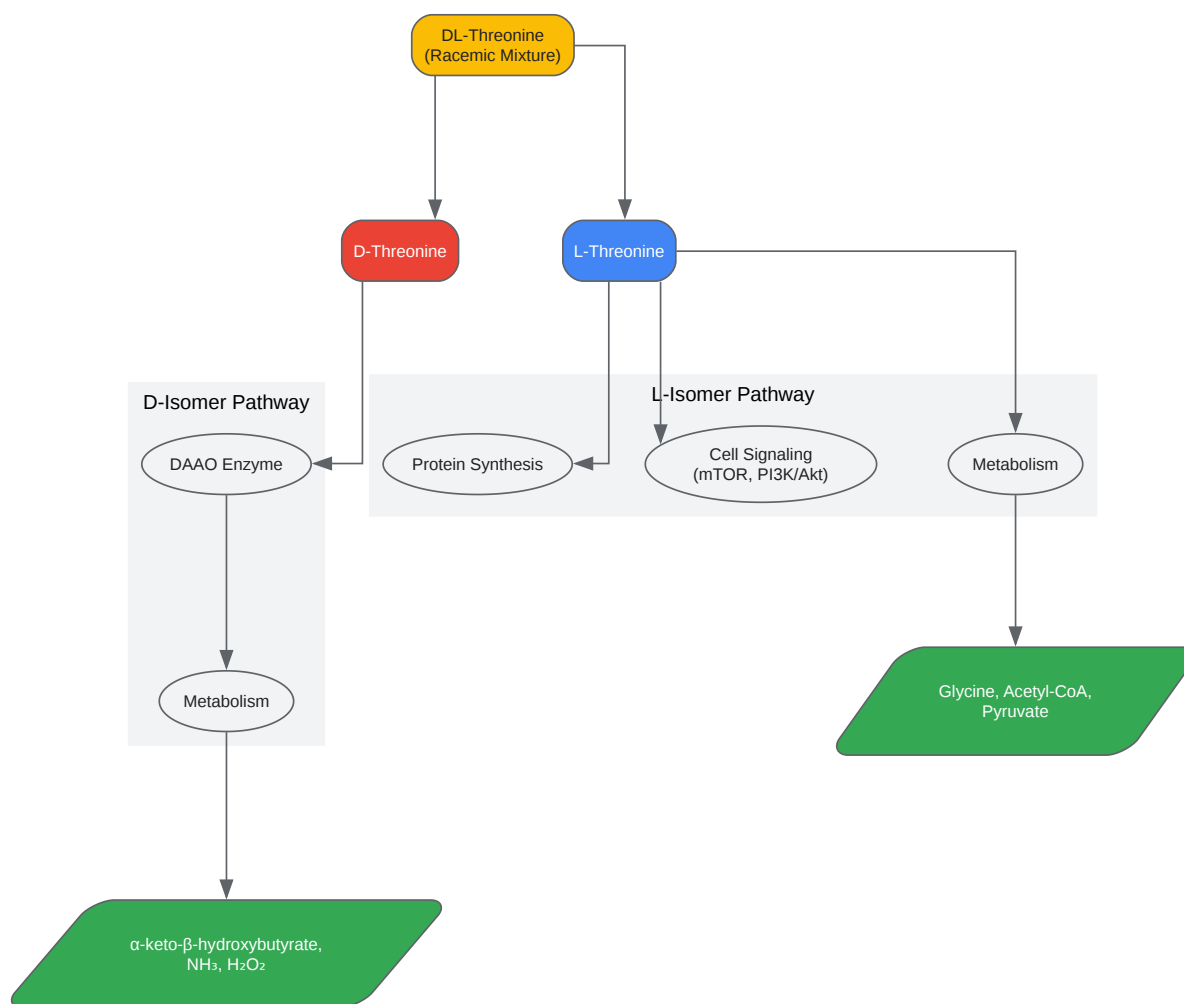 DL-Threonine
(Racemic Mixture)
D-Threonine
L-Threonine
D-Isomer Pathway
L-Isomer Pathway
DAAO Enzyme
Protein Synthesis
Cell Signaling
(mTOR, PI3K/Akt)
Metabolism
Metabolism
Glycine, Acetyl-CoA,
Pyruvate
α-keto-β-hydroxybutyrate,
NH₃, H₂O₂